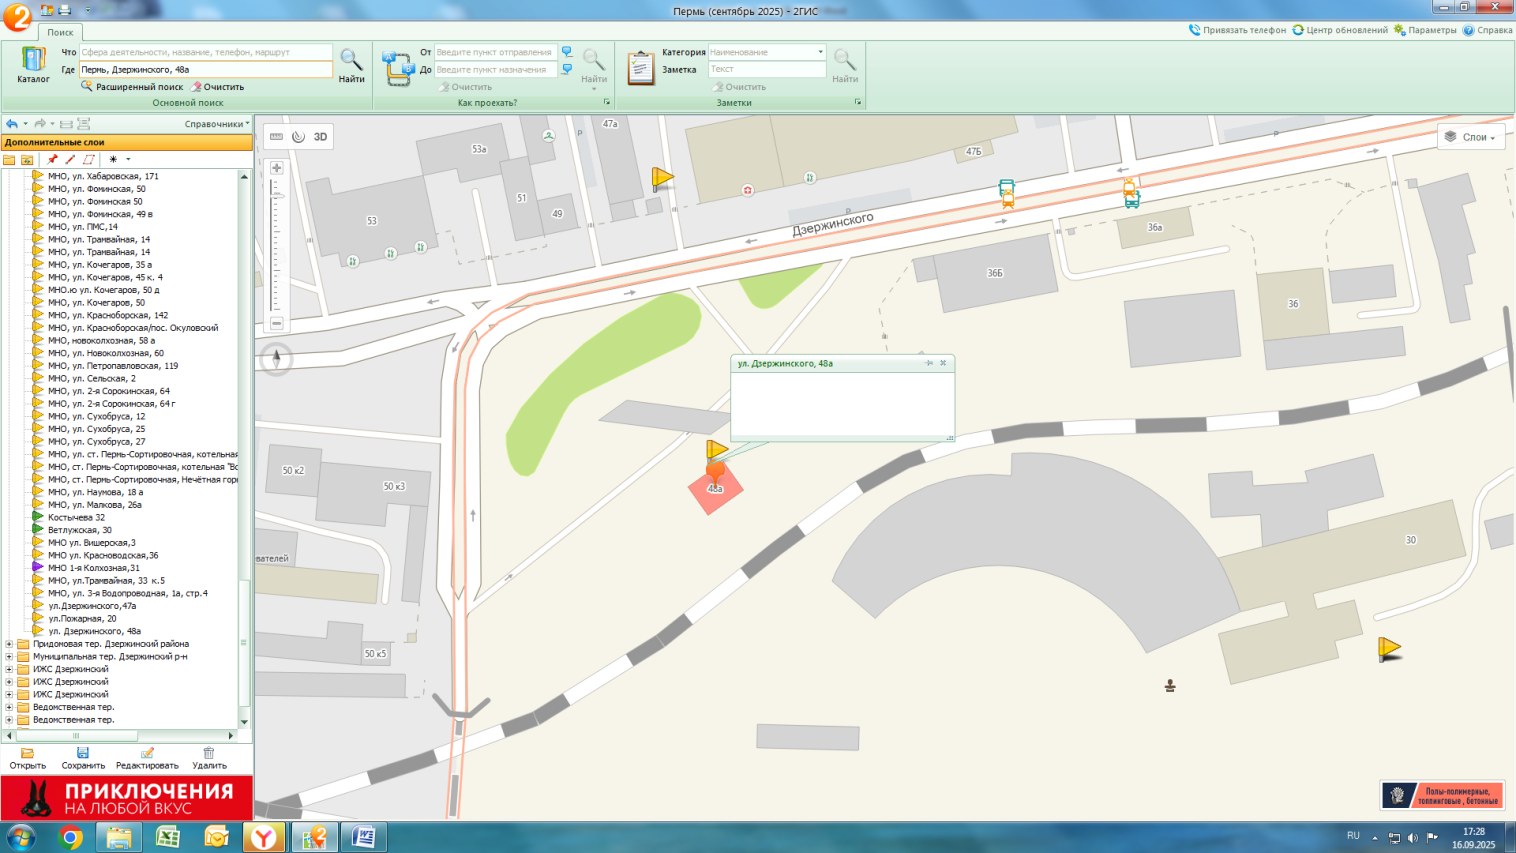 Пермь (сентябрь 2025) - 2ГИС
Поиск
Привязать телефон
Центр обновлений
Параметры
Справка
Что
Сфера деятельности, название, телефон, маршрут
Где
Пермь, Дзержинского, 48а
Каталог
Найти
Расширенный поиск
Очистить
Основной поиск
От
Введите пункт отправления
До
Введите пункт назначения
Найти
Очистить
Как проехать?
Категория
Наименование
Заметка
Текст
Найти
Очистить
Заметки
Справочники
Дополнительные слои
МНО, ул. Хабаровская, 171
МНО, ул. Фоминская, 50
МНО, ул. Фоминская 50
МНО, ул. Фоминская, 49 в
МНО, ул. ПМС,14
МНО, ул. Транвайная, 14
МНО, ул. Транвайная, 14
МНО, ул. Кочегаров, 35 а
МНО, ул. Кочегаров, 45 к. 4
МНО.ю ул. Кочегаров, 50 д
МНО, ул. Кочегаров, 50
МНО, ул. Красноборская, 142
МНО, ул. Красноборская/пос. Окуловский
МНО, новоколхозная, 58 а
МНО, ул. Новоколхозная, 60
МНО, ул. Петропавловская, 119
МНО, ул. Сельская, 2
МНО, ул. 2-я Сорокинская, 64
МНО, ул. 2-я Сорокинская, 64 г
МНО, ул. Сухобруса, 12
МНО, ул. Сухобруса, 25
МНО, ул. Сухобруса, 27
МНО, ул. ст. Пермь-Сортировочная, котельная
МНО, ст. Пермь-Сортировочная, котельная "Вс
МНО, ст. Пермь-Сортировочная, Нечётная гор
МНО, ул. Наумова, 18 а
МНО, ул. Малкова, 26а
Костычева 32
Ветлужская, 30
МНО ул. Вишерская,3
МНО ул. Красноводская,36
МНО 1-я Колхозная,31
МНО, ул.Трамвайная, 33 к.5
МНО, ул. 3-я Водопроводная, 1а, стр.4
ул.Дзержинского,47а
ул.Пожарная, 20
ул. Дзержинского, 48а
Придомовая тер. Дзержинский района
Муниципальная тер. Дзержинский р-н
ИЖС Дзержинский
ИЖС Дзержинский
ИЖС Дзержинский
Ведомственная тер.
Ведомственная тер.
Открыть
Сохранить
Редактировать
Удалить
ПРИКЛЮЧЕНИЯ
НА ЛЮБОЙ ВКУС
3D
Слои
47а
P
P
53а
47Б
51
53
49
P
Дзержинского
36а
36Б
36
ул. Дзержинского, 48а
50 к2
50 к3
48а
вателей
30
50 к5
Полы-полимерные,
топпинговые, бетонные
RU
17:28
16.09.2025